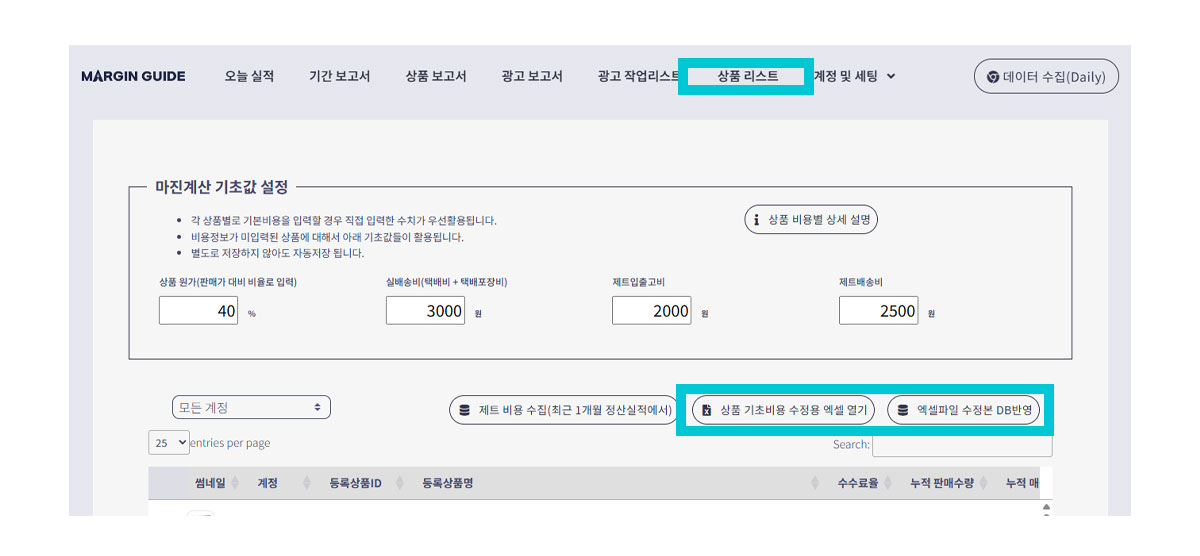 MARGIN GUIDE 오늘 실적 기간 보고서 상품 보고서 광고 보고서 광고 작업리스트 상품 리스트 계정 및 세팅 데이터 수집(Daily)
마진계산 기초값 설정
각 상품별로 기본비용을 입력할 경우 직접 입력한 수치가 우선활용됩니다.
비용정보가 미입력된 상품에 대해서 아래 기초값들이 활용됩니다.
별도로 저장하지 않아도 자동저장 됩니다.
상품 비용별 상세 설명
상품 원가(판매가 대비 비율로 입력) 실배송비(택배비 + 택배포장비) 제트입출고비 제트배송비
40 % 3000 원 2000 원 2500 원
모든 계정 제트 비용 수집(최근 1개월 정산실적에서) 상품 기초비용 수정용 엑셀 열기 엑셀파일 수정본 DB반영
25 entries per page Search:
썸네일 계정 등록상품ID 등록상품명 수수료율 누적 판매수량 누적 매